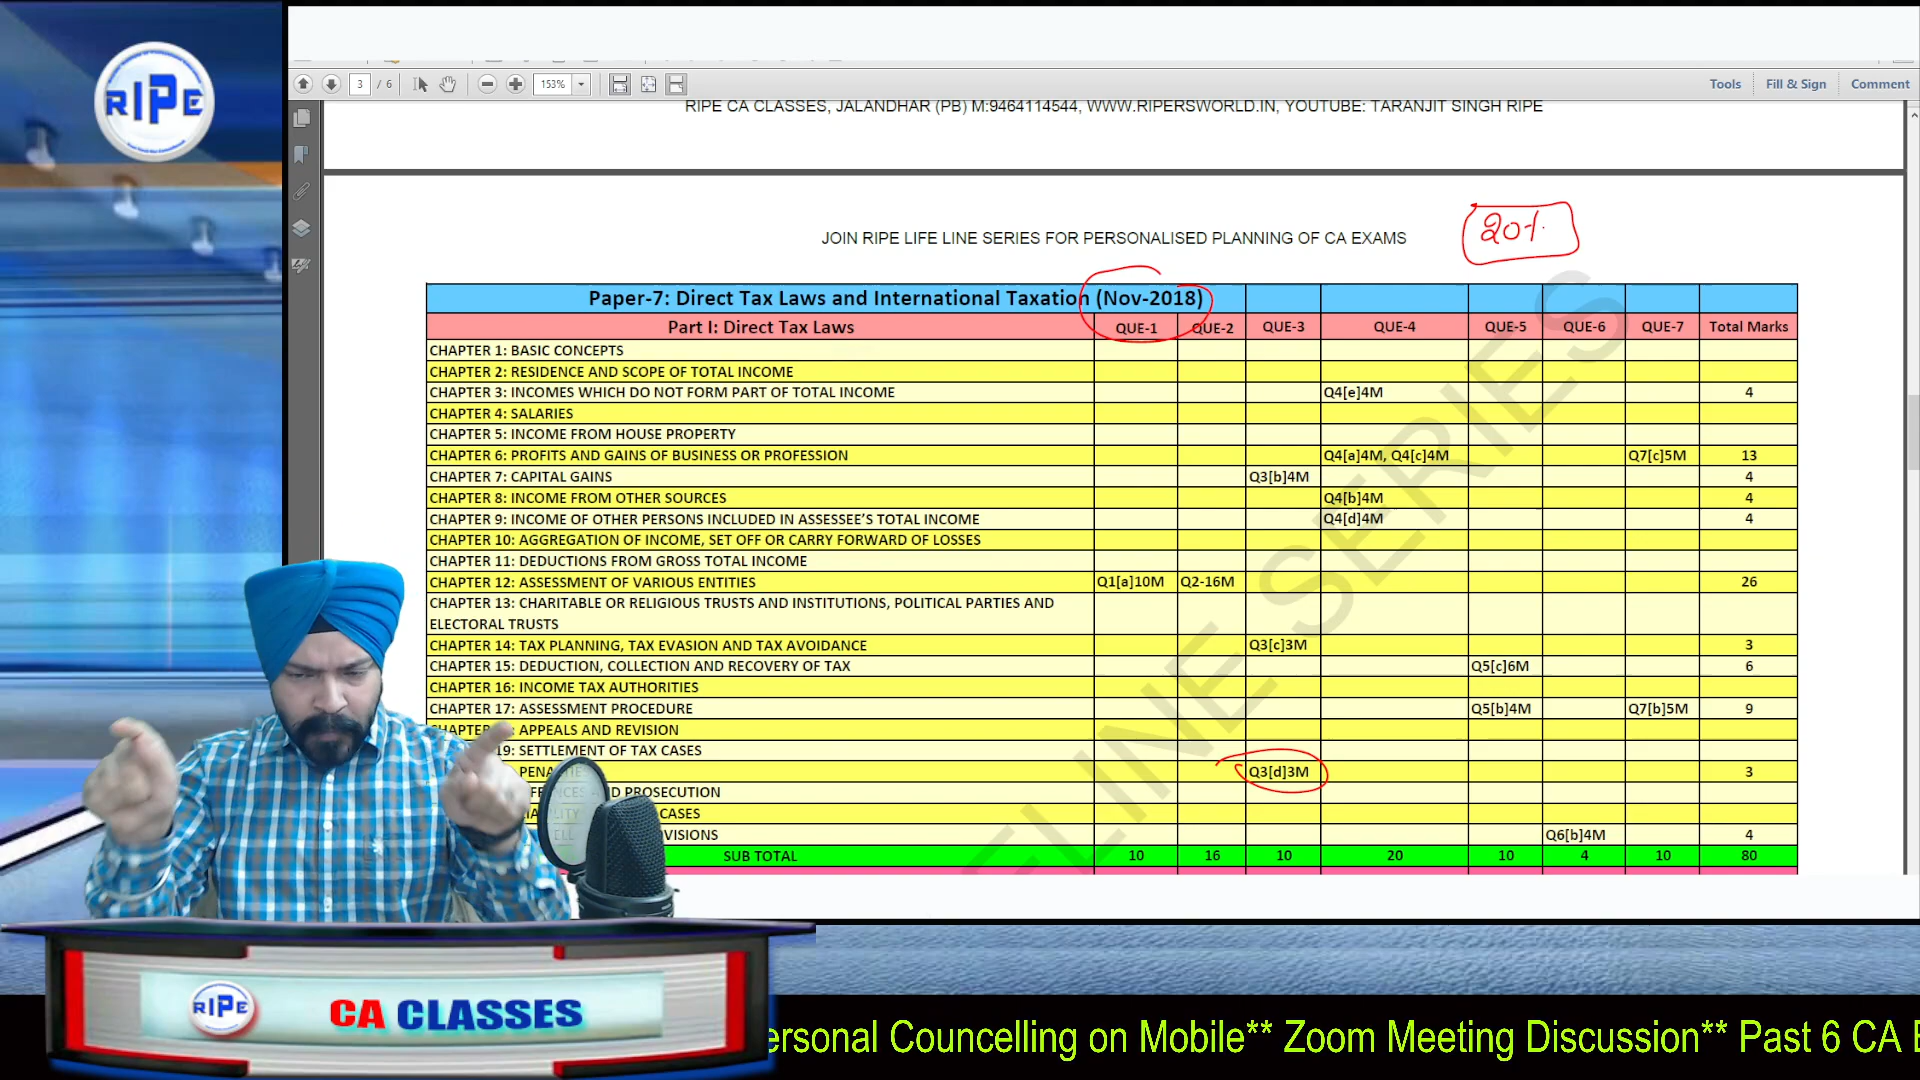 RIPE
3 / 6
153%
Tools Fill & Sign Comment
RIPE CA CLASSES, JALANDHAR (PB) M:9464114544, WWW.RIPERSWORLD.IN, YOUTUBE: TARANJIT SINGH RIPE
JOIN RIPE LIFE LINE SERIES FOR PERSONALISED PLANNING OF CA EXAMS
20%
Paper-7: Direct Tax Laws and International Taxation (Nov-2018)
Part I: Direct Tax Laws QUE-1 QUE-2 QUE-3 QUE-4 QUE-5 QUE-6 QUE-7 Total Marks
CHAPTER 1: BASIC CONCEPTS
CHAPTER 2: RESIDENCE AND SCOPE OF TOTAL INCOME
CHAPTER 3: INCOMES WHICH DO NOT FORM PART OF TOTAL INCOME Q4[e]4M 4
CHAPTER 4: SALARIES
CHAPTER 5: INCOME FROM HOUSE PROPERTY
CHAPTER 6: PROFITS AND GAINS OF BUSINESS OR PROFESSION Q4[a]4M, Q4[c]4M Q7[c]5M 13
CHAPTER 7: CAPITAL GAINS Q3[b]4M 4
CHAPTER 8: INCOME FROM OTHER SOURCES Q4[b]4M 4
CHAPTER 9: INCOME OF OTHER PERSONS INCLUDED IN ASSESSEE'S TOTAL INCOME Q4[d]4M 4
CHAPTER 10: AGGREGATION OF INCOME, SET OFF OR CARRY FORWARD OF LOSSES
CHAPTER 11: DEDUCTIONS FROM GROSS TOTAL INCOME
CHAPTER 12: ASSESSMENT OF VARIOUS ENTITIES Q1[a]10M Q2-16M 26
CHAPTER 13: CHARITABLE OR RELIGIOUS TRUSTS AND INSTITUTIONS, POLITICAL PARTIES AND
ELECTORAL TRUSTS
CHAPTER 14: TAX PLANNING, TAX EVASION AND TAX AVOIDANCE Q3[c]3M 3
CHAPTER 15: DEDUCTION, COLLECTION AND RECOVERY OF TAX Q5[c]6M 6
CHAPTER 16: INCOME TAX AUTHORITIES
CHAPTER 17: ASSESSMENT PROCEDURE Q5[b]4M Q7[b]5M 9
APPEALS AND REVISION
19: SETTLEMENT OF TAX CASES
Q3[d]3M 3
PROSECUTION
CASES
Q6[b]4M 4
SUB TOTAL 10 16 10 20 10 4 10 80
ELINE SERIES
RIPE CA CLASSES
ersonal Councelling on Mobile** Zoom Meeting Discussion** Past 6 CA E